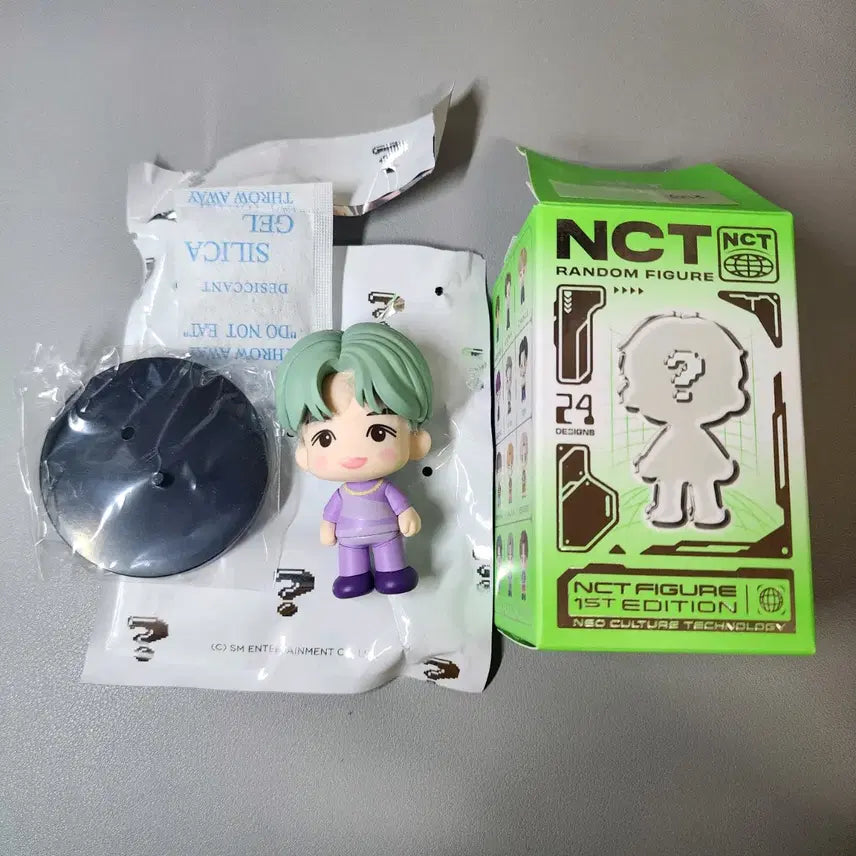 THROW AWAY
GEL
SILICA
DESICCANT
"DO NOT EAT"
THROW AWAY
(C) SM ENTERTAINMENT CO., L
NCT
RANDOM FIGURE
NCT
24
DESIGNS
?
NCT FIGURE
1ST EDITION
NEO CULTURE TECHNOLOGY